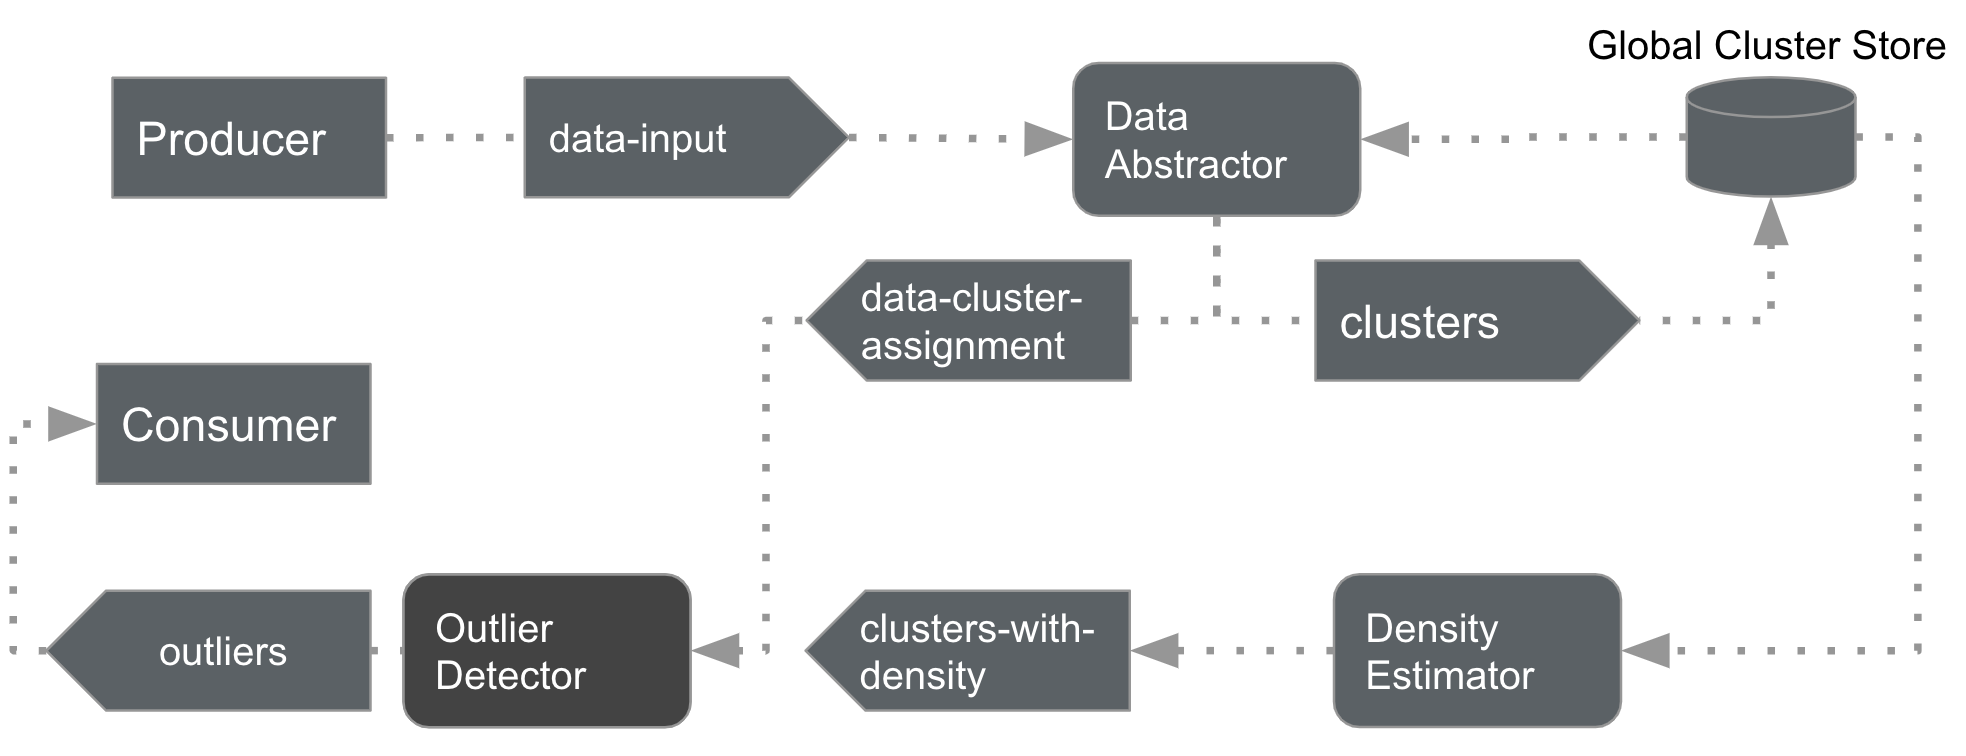 Global Cluster Store
Producer
data-input
Data
Abstractor
data-cluster-
assignment
clusters
Consumer
outliers
Outlier
Detector
clusters-with-
density
Density
Estimator